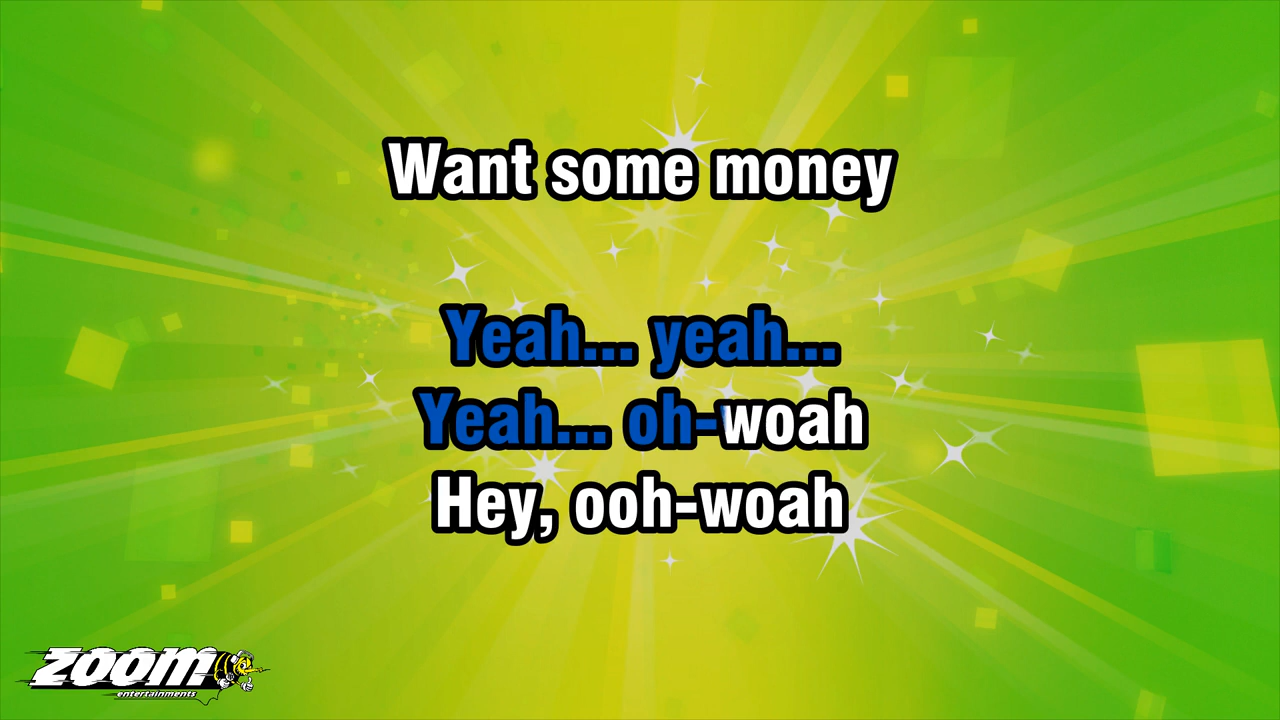 Want some money
Yeah... yeah...
Yeah... oh-woah
Hey, ooh-woah
zoom
entertainments